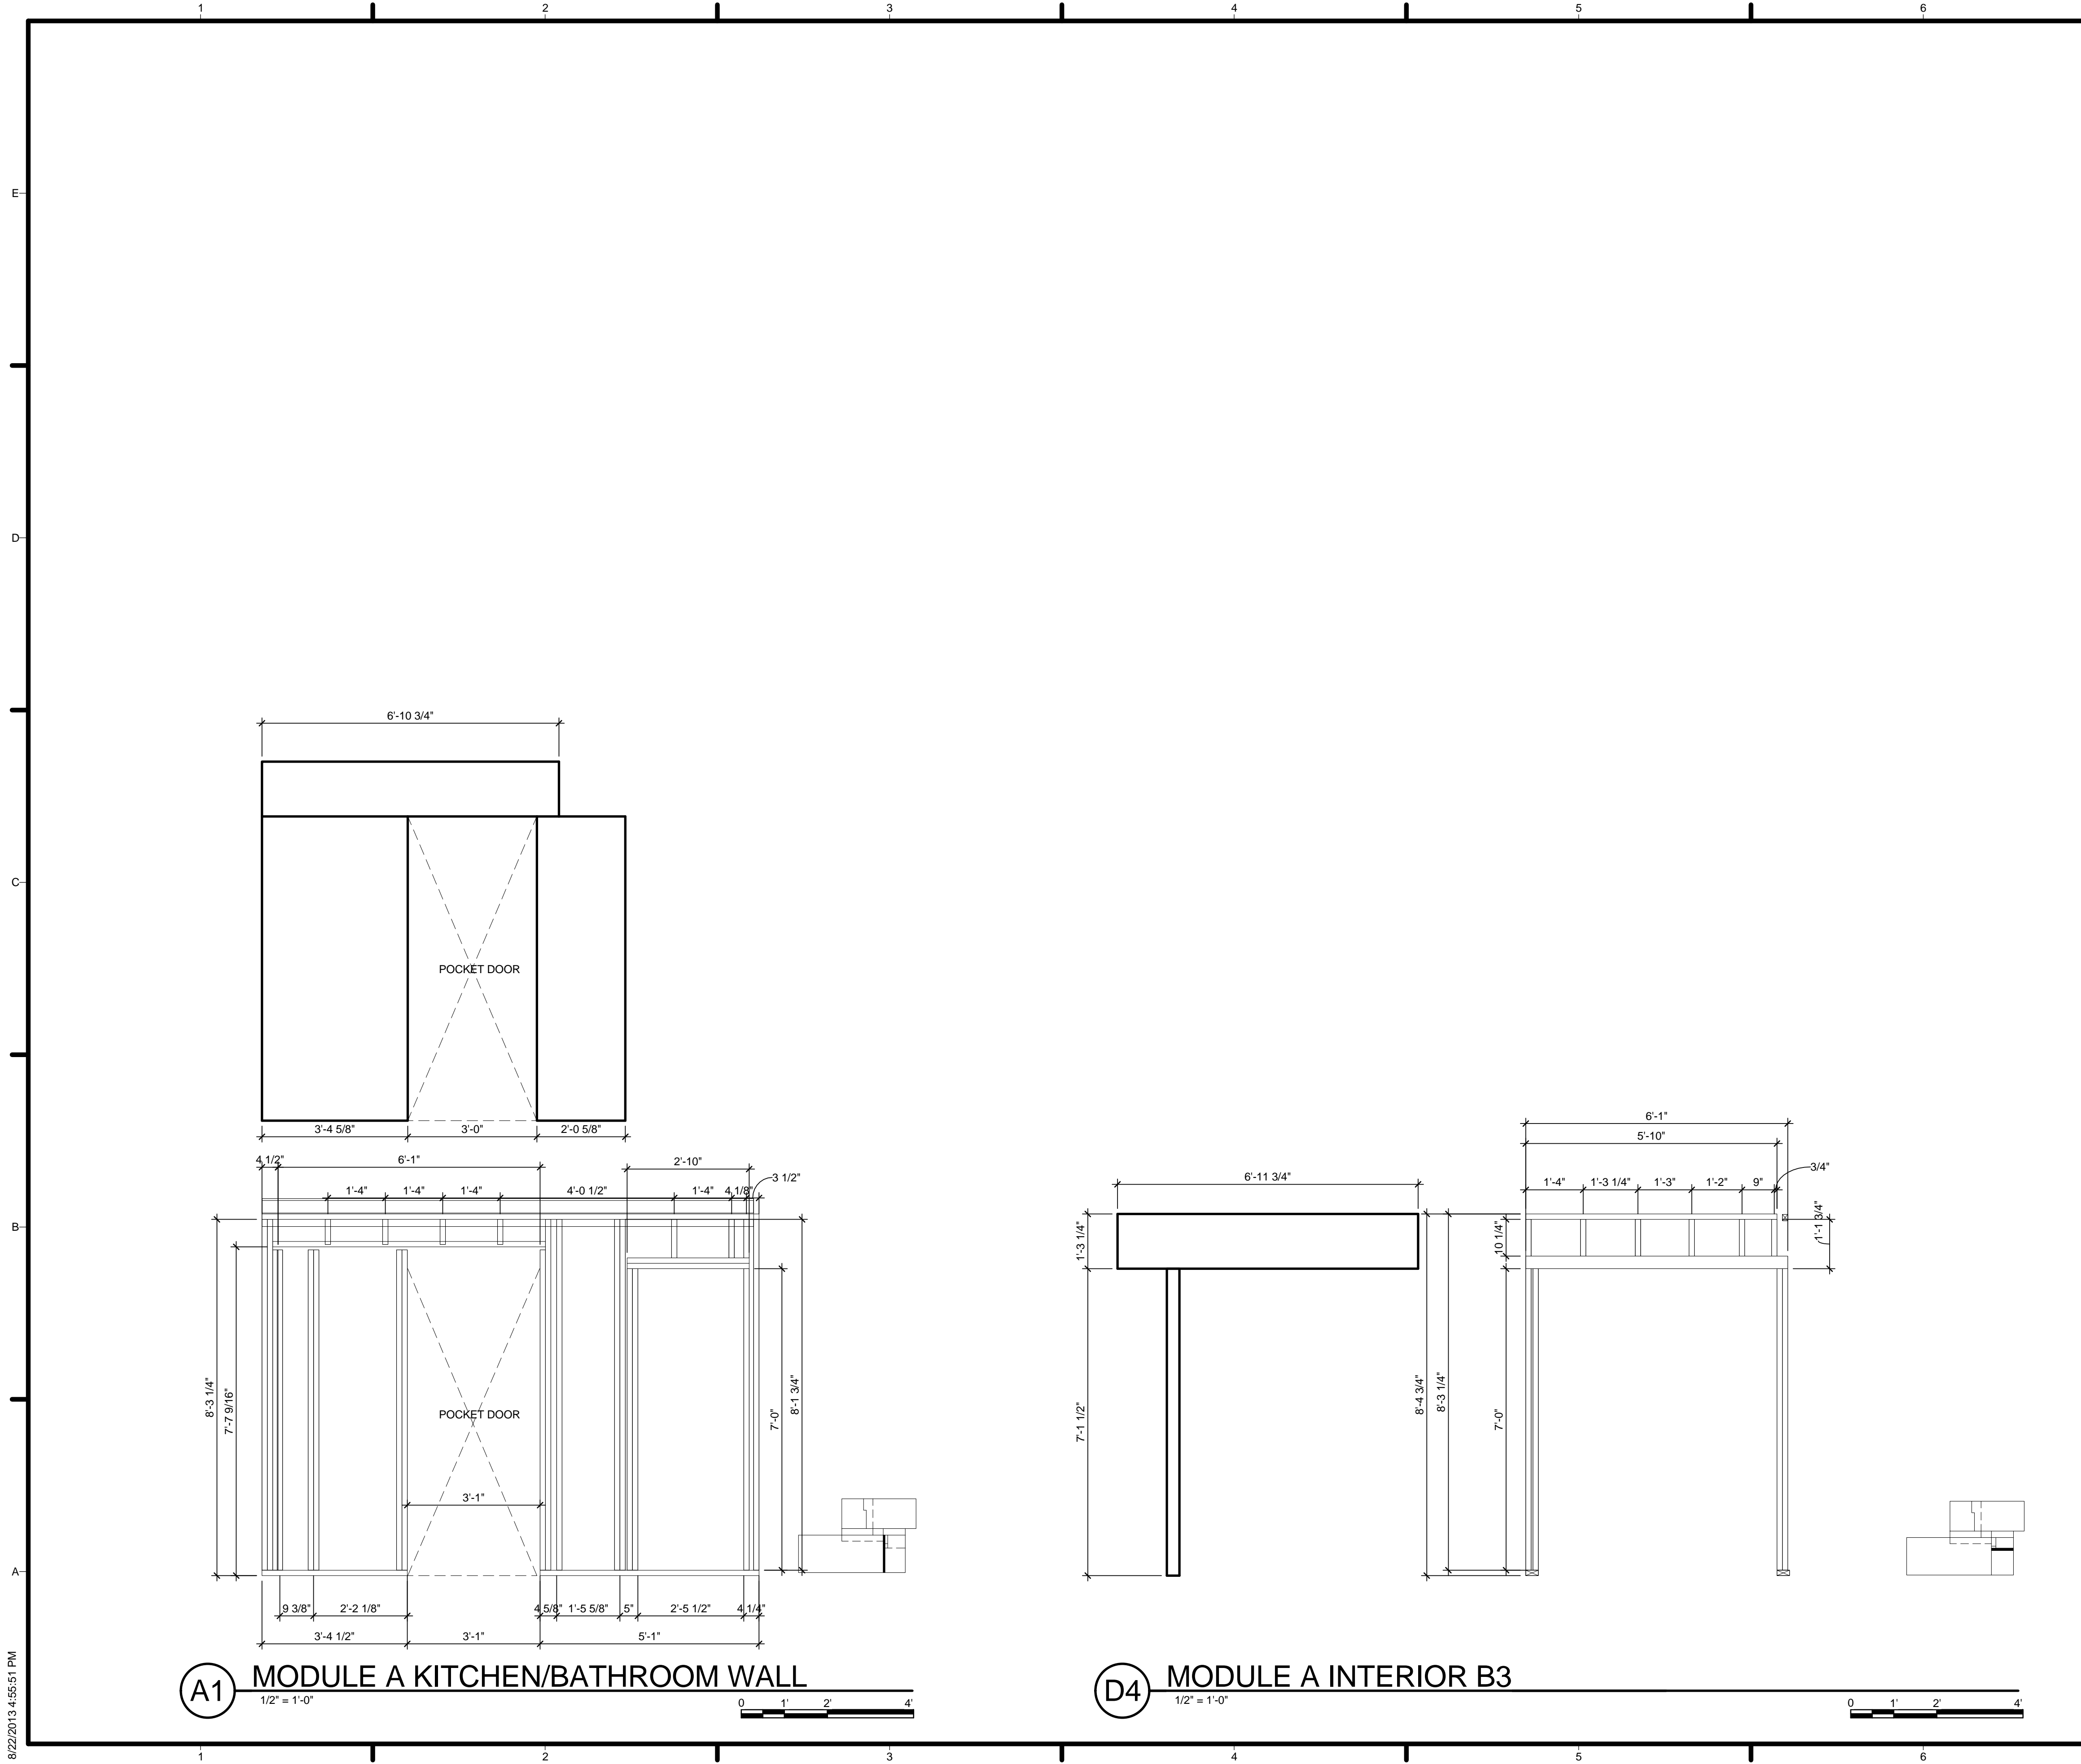 1 2 3 4 5 6
E
D
C
B
A
6'-10 3/4"
POCKET DOOR
3'-4 5/8" 3'-0" 2'-0 5/8"
4 1/2" 6'-1" 2'-10"
3 1/2"
1'-4" 1'-4" 1'-4" 4'-0 1/2" 1'-4" 4 1/8"
8'-3 1/4"
7'-7 9/16"
POCKET DOOR
7'-0"
8'-1 3/4"
3'-1"
9 3/8" 2'-2 1/8" 4 5/8" 1'-5 5/8" 5" 2'-5 1/2" 4 1/4"
3'-4 1/2" 3'-1" 5'-1"
A1 MODULE A KITCHEN/BATHROOM WALL
1/2" = 1'-0"
0 1' 2' 4'
6'-11 3/4"
1'-3 1/4"
7'-1 1/2"
6'-1"
5'-10"
3/4"
1'-4" 1'-3 1/4" 1'-3" 1'-2" 9"
10 1/4"
1'-1 3/4"
8'-4 3/4"
8'-3 1/4"
7'-0"
D4 MODULE A INTERIOR B3
1/2" = 1'-0"
0 1' 2' 4'
8/22/2013 4:55:51 PM
1 2 3 4 5 6